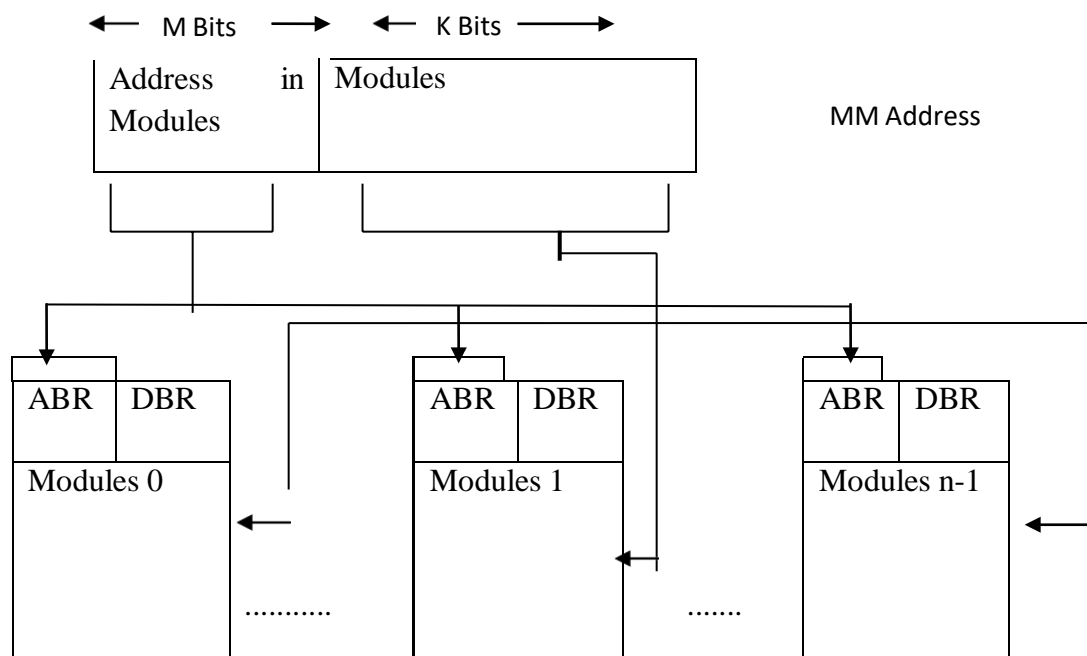 M Bits K Bits
Address in Modules
Modules
MM Address
ABR DBR ABR DBR ABR DBR
Modules 0 Modules 1 Modules n-1
........... .......